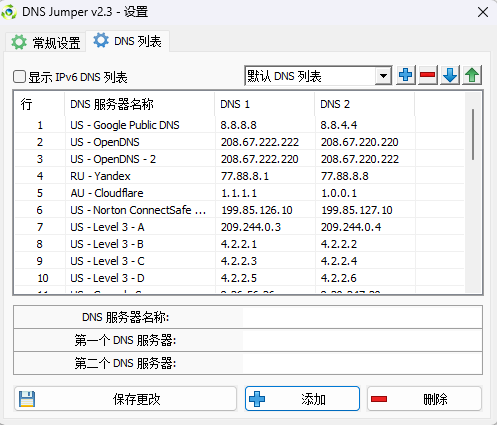 DNS Jumper v2.3 - 设置
常规设置 DNS 列表
显示 IPv6 DNS 列表 默认 DNS 列表
行 DNS 服务器名称 DNS 1 DNS 2
1 US - Google Public DNS 8.8.8.8 8.8.4.4
2 US - OpenDNS 208.67.222.222 208.67.220.220
3 US - OpenDNS - 2 208.67.222.220 208.67.220.222
4 RU - Yandex 77.88.8.1 77.88.8.8
5 AU - Cloudflare 1.1.1.1 1.0.0.1
6 US - Norton ConnectSafe ... 199.85.126.10 199.85.127.10
7 US - Level 3 - A 209.244.0.3 209.244.0.4
8 US - Level 3 - B 4.2.2.1 4.2.2.2
9 US - Level 3 - C 4.2.2.3 4.2.2.4
10 US - Level 3 - D 4.2.2.5 4.2.2.6
DNS 服务器名称:
第一个 DNS 服务器:
第二个 DNS 服务器:
保存更改 添加 删除